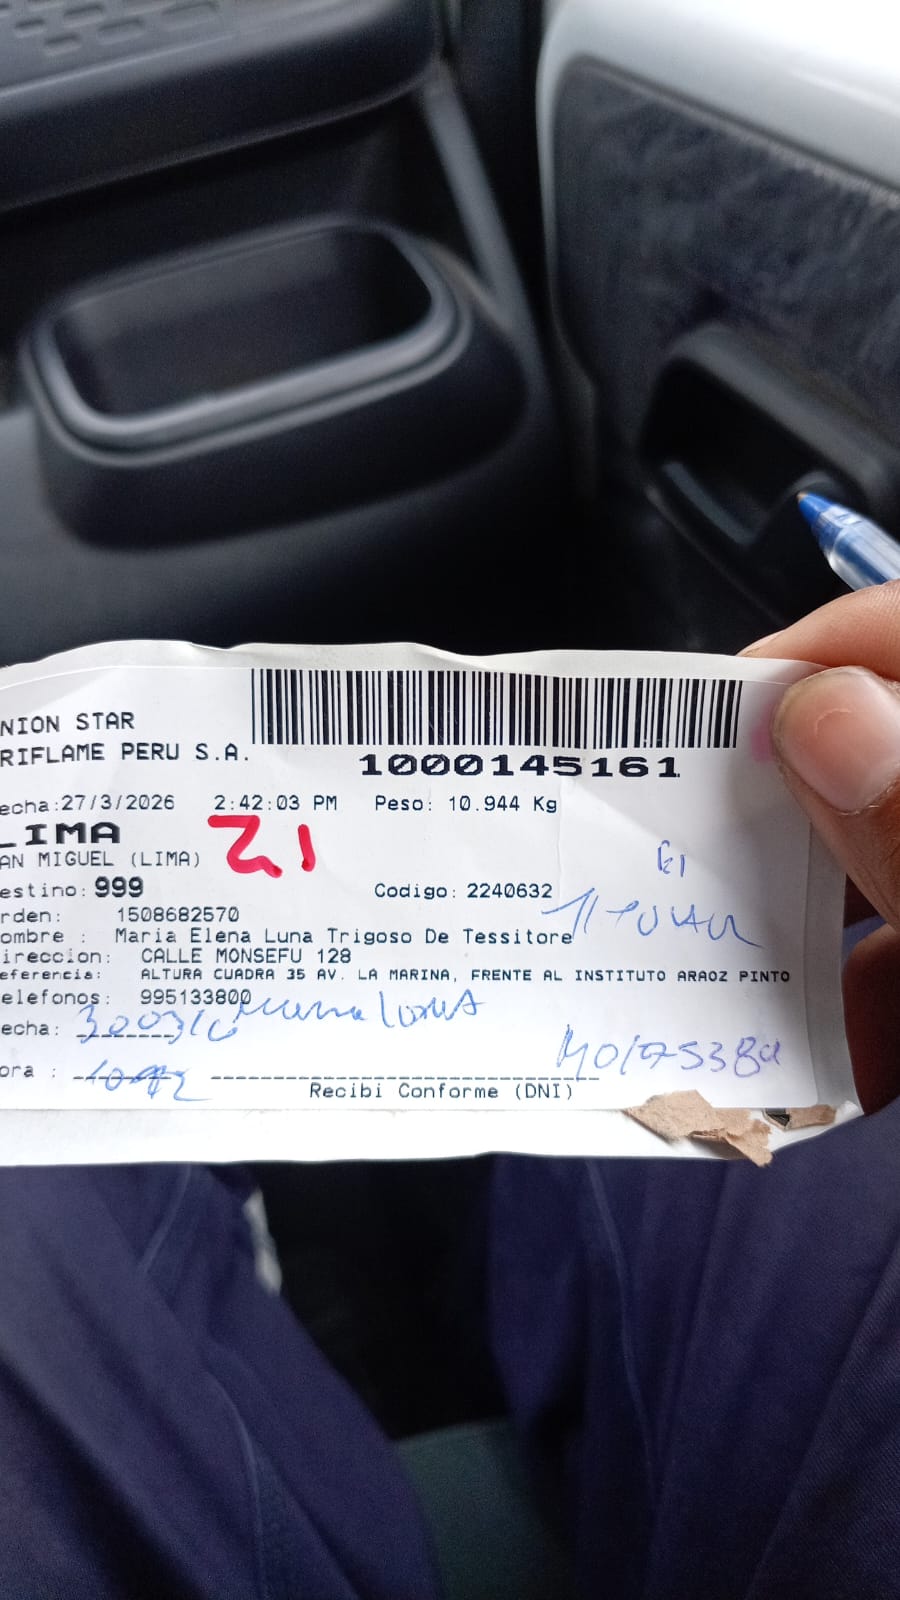 NION STAR
RIFLAME PERU S.A.
1000145161
echa:27/3/2026 2:42:03 PM Peso: 10.944 Kg
LIMA
21
AN MIGUEL (LIMA)
estino: 999 Codigo: 2240632
rden: 1508682570
ombre : Maria Elena Luna Trigoso De Tessitore
ireccion: CALLE MONSEFU 128
eferencia: ALTURA CUADRA 35 AV. LA MARINA, FRENTE AL INSTITUTO ARAOZ PINTO
elefonos: 995133800
echa:
ora :
Recibi Conforme (DNI)